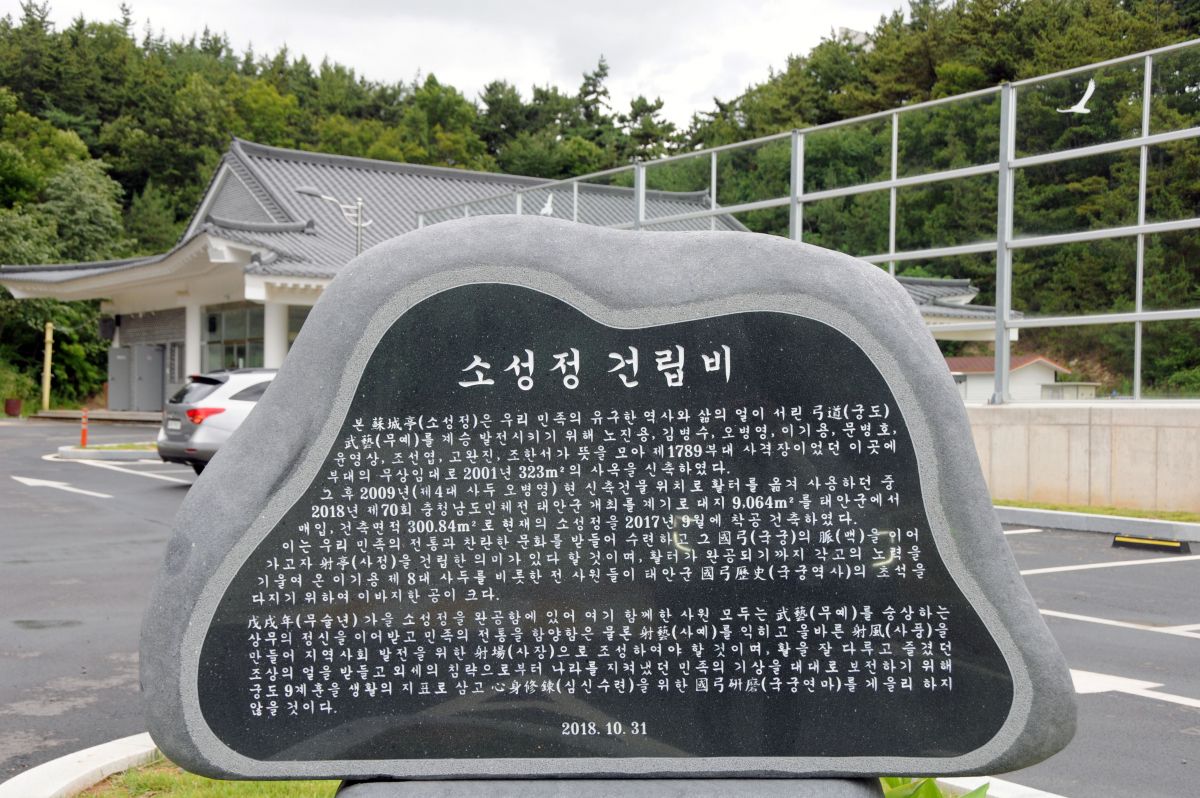 소성정 건립비
본 蘇城亭(소성정)은 우리 민족의 유구한 역사와 삶의 얼이 서린 弓道(궁도)
武藝(무예)를 계승 발전시키기 위해 노진용, 김병수, 오병영, 이기용, 문병호,
윤영상, 조선엽, 고완진, 조한서가 뜻을 모아 제1789부대 사격장이었던 이곳에
부대의 무상임대로 2001년 323m²의 사옥을 신축하였다.
그 후 2009년(제4대 사두 오병영) 현 신축건물 위치로 활터를 옮겨 사용하던 중
2018년 제70회 충청남도민체전 태안군 개최를 계기로 대지 9,064m²를 태안군에서
매입, 건축면적 300.84m²로 현재의 소성정을 2017년 9월에 착공 건축하였다.
이는 우리 민족의 전통과 찬란한 문화를 받들어 수련하고 그 國弓(국궁)의 脈(맥)을 이어
가고자 射亭(사정)을 건립한 의미가 있다 할 것이며, 활터가 완공되기까지 각고의 노력을
기울여 온 이기용 제 8대 사두를 비롯한 전 사원들이 태안군 國弓歷史(국궁역사)의 초석을
다지기 위하여 이바지한 공이 크다.
戊戌年(무술년) 가을 소성정을 완공함에 있어 여기 함께한 사원 모두는 武藝(무예)를 숭상하는
상무의 정신을 이어받고 민족의 전통을 함양함은 물론 射藝(사예)를 익히고 올바른 射風(사풍)을
만들어 지역사회 발전을 위한 射場(사장)으로 조성하여야 할 것이며, 활을 잘 다루고 즐겼던
조상의 얼을 받들고 외세의 침략으로부터 나라를 지켜냈던 민족의 기상을 대대로 보전하기 위해
궁도 9계훈을 생활의 지표로 삼고 心身修鍊(심신수련)을 위한 國弓硏磨(국궁연마)를 게을리 하지
않을 것이다.
2018. 10. 31